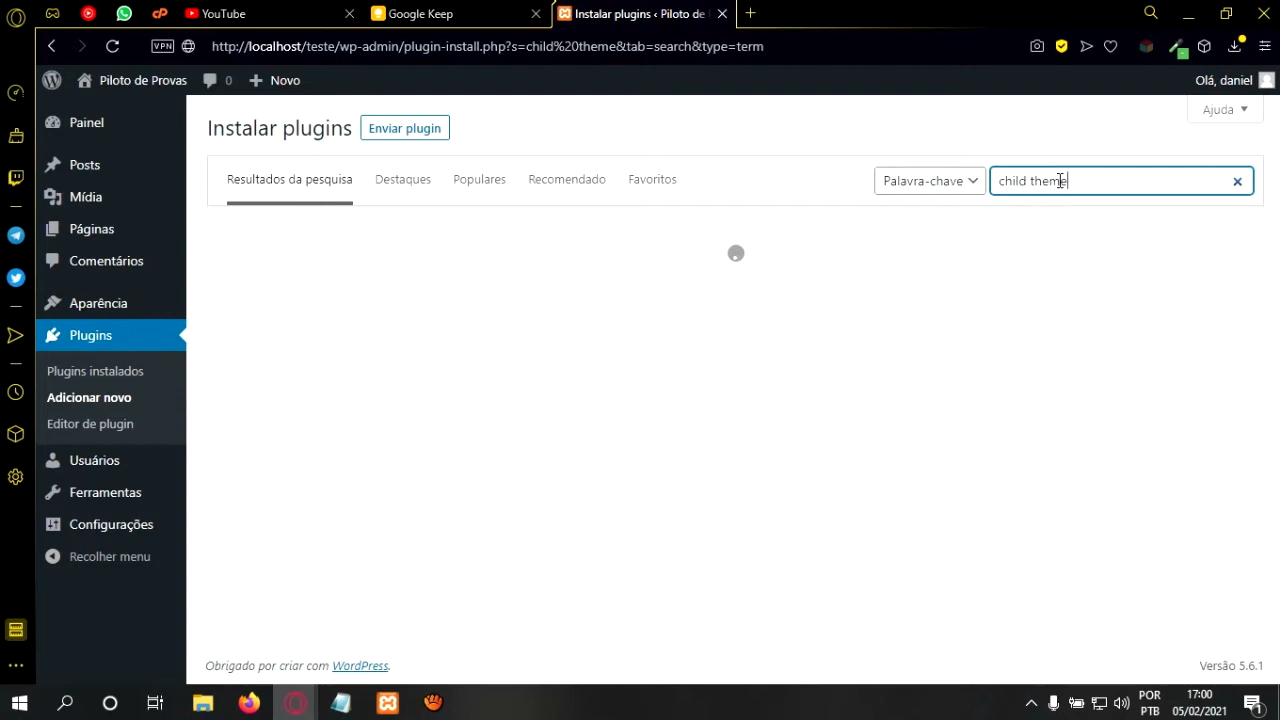 YouTube
Google Keep
Instalar plugins ‹ Piloto de
VPN
http://localhost/teste/wp-admin/plugin-install.php?s=child%20theme&tab=search&type=term
Piloto de Provas
0
Novo
Olá, daniel
Ajuda
Painel
Posts
Mídia
Páginas
Comentários
Aparência
Plugins
Plugins instalados
Adicionar novo
Editor de plugin
Usuários
Ferramentas
Configurações
Recolher menu
Instalar plugins
Enviar plugin
Resultados da pesquisa
Destaques
Populares
Recomendado
Favoritos
Palavra-chave
child theme
Obrigado por criar com WordPress.
Versão 5.6.1
POR
PTB
17:00
05/02/2021
1